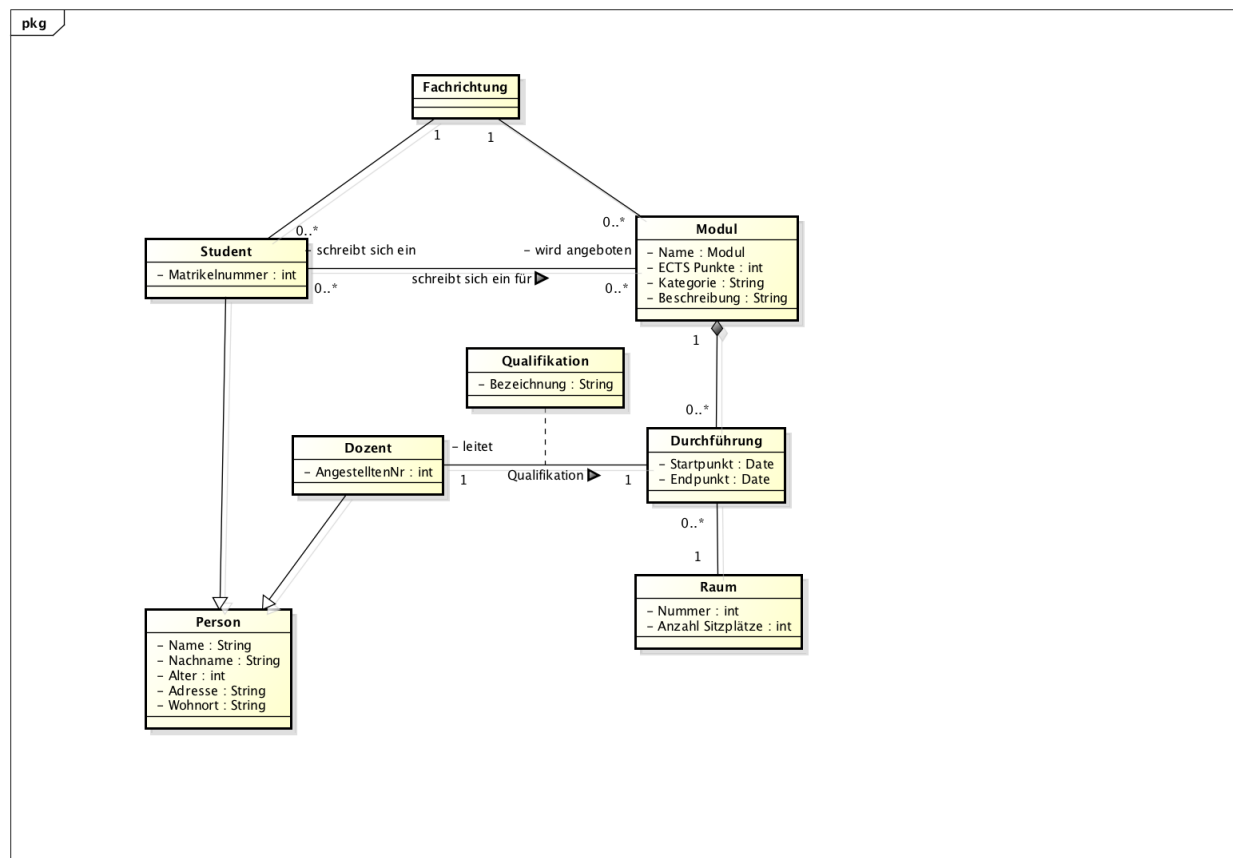 pkg
Fachrichtung
1
1
0..*
0..*
Student
- Matrikelnummer : int
- schreibt sich ein
- wird angeboten
0..*
schreibt sich ein für
0..*
Modul
- Name : Modul
- ECTS Punkte : int
- Kategorie : String
- Beschreibung : String
1
0..*
Qualifikation
- Bezeichnung : String
Dozent
- AngestelltenNr : int
- leitet
1
Qualifikation
1
Durchführung
- Startpunkt : Date
- Endpunkt : Date
0..*
1
Raum
- Nummer : int
- Anzahl Sitzplätze : int
Person
- Name : String
- Nachname : String
- Alter : int
- Adresse : String
- Wohnort : String